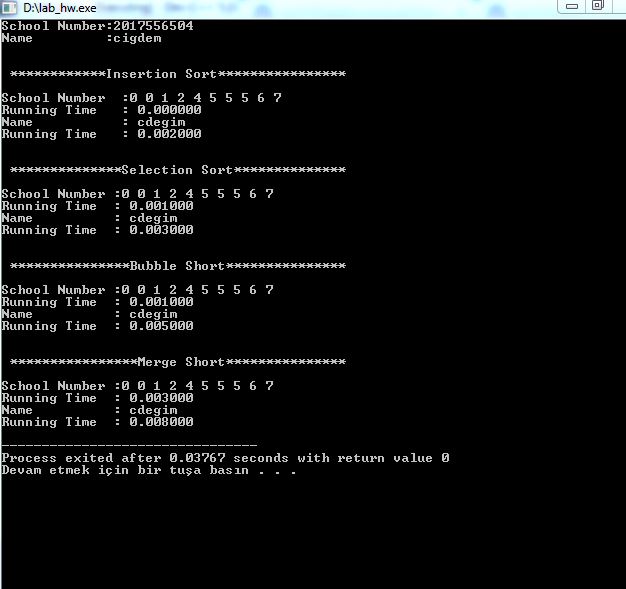 D:\lab_hw.exe
School Number:2017556504
Name         :cigdem
************Insertion Sort****************
School Number  :0 0 1 2 4 5 5 5 6 7
Running Time   : 0.000000
Name           : cdegim
Running Time   : 0.002000
**************Selection Sort**************
School Number :0 0 1 2 4 5 5 5 6 7
Running Time  : 0.001000
Name          : cdegim
Running Time  : 0.003000
***************Bubble Short***************
School Number :0 0 1 2 4 5 5 5 6 7
Running Time  : 0.001000
Name          : cdegim
Running Time  : 0.005000
****************Merge Short***************
School Number :0 0 1 2 4 5 5 5 6 7
Running Time  : 0.003000
Name          : cdegim
Running Time  : 0.008000
--------------------------------
Process exited after 0.03767 seconds with return value 0
Devam etmek için bir tuşa basın . . .